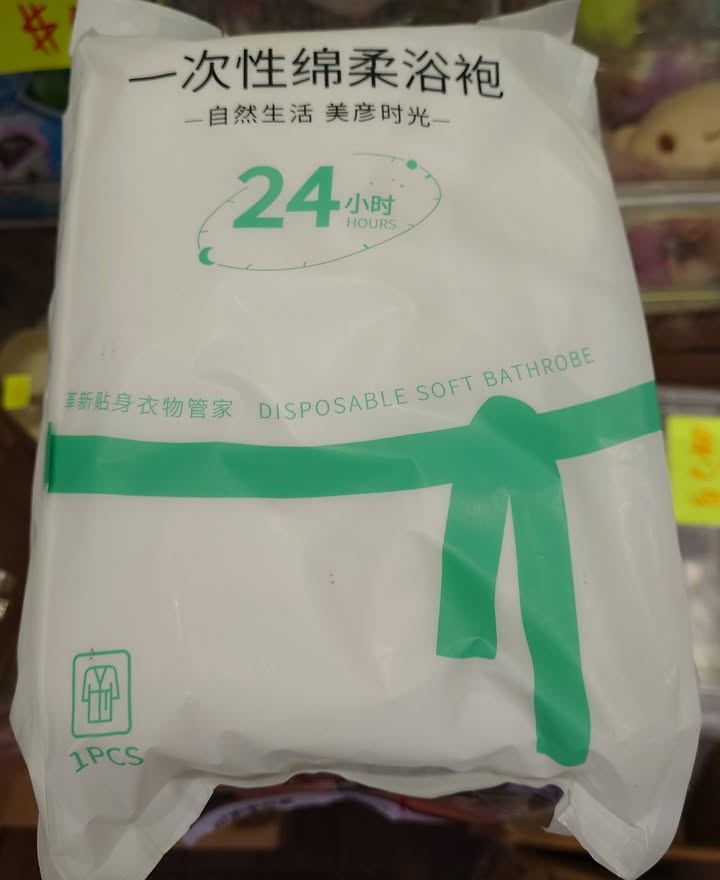 一次性绵柔浴袍
—自然生活 美彦时光—
24小时
HOURS
革新贴身衣物管家 DISPOSABLE SOFT BATHROBE
1PCS